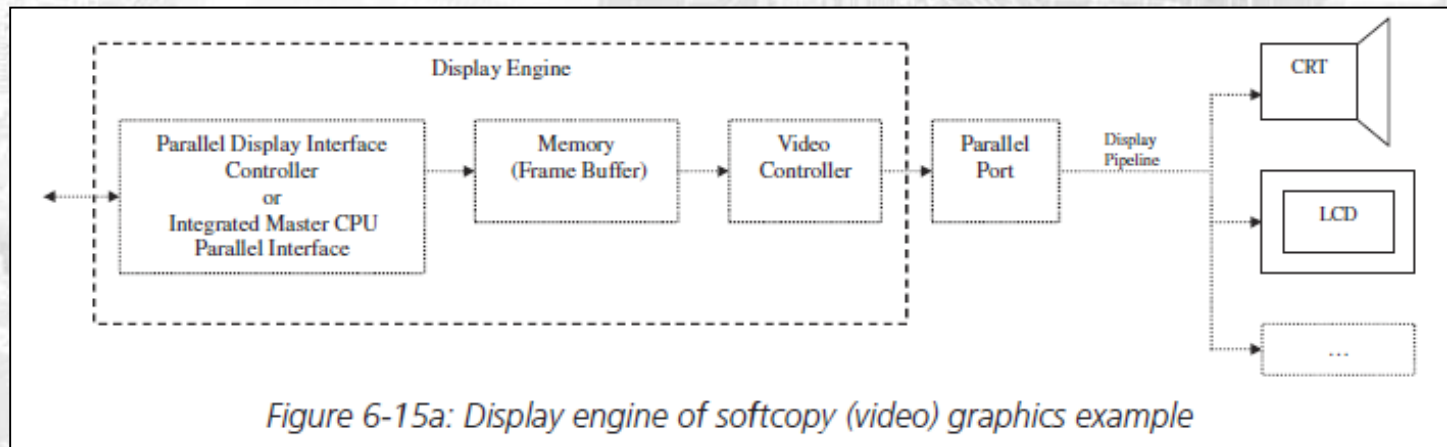 Display Engine
Parallel Display Interface
Controller
or
Integrated Master CPU
Parallel Interface
Memory
(Frame Buffer)
Video
Controller
Parallel
Port
Display
Pipeline
CRT
LCD
...
Figure 6-15a: Display engine of softcopy (video) graphics example